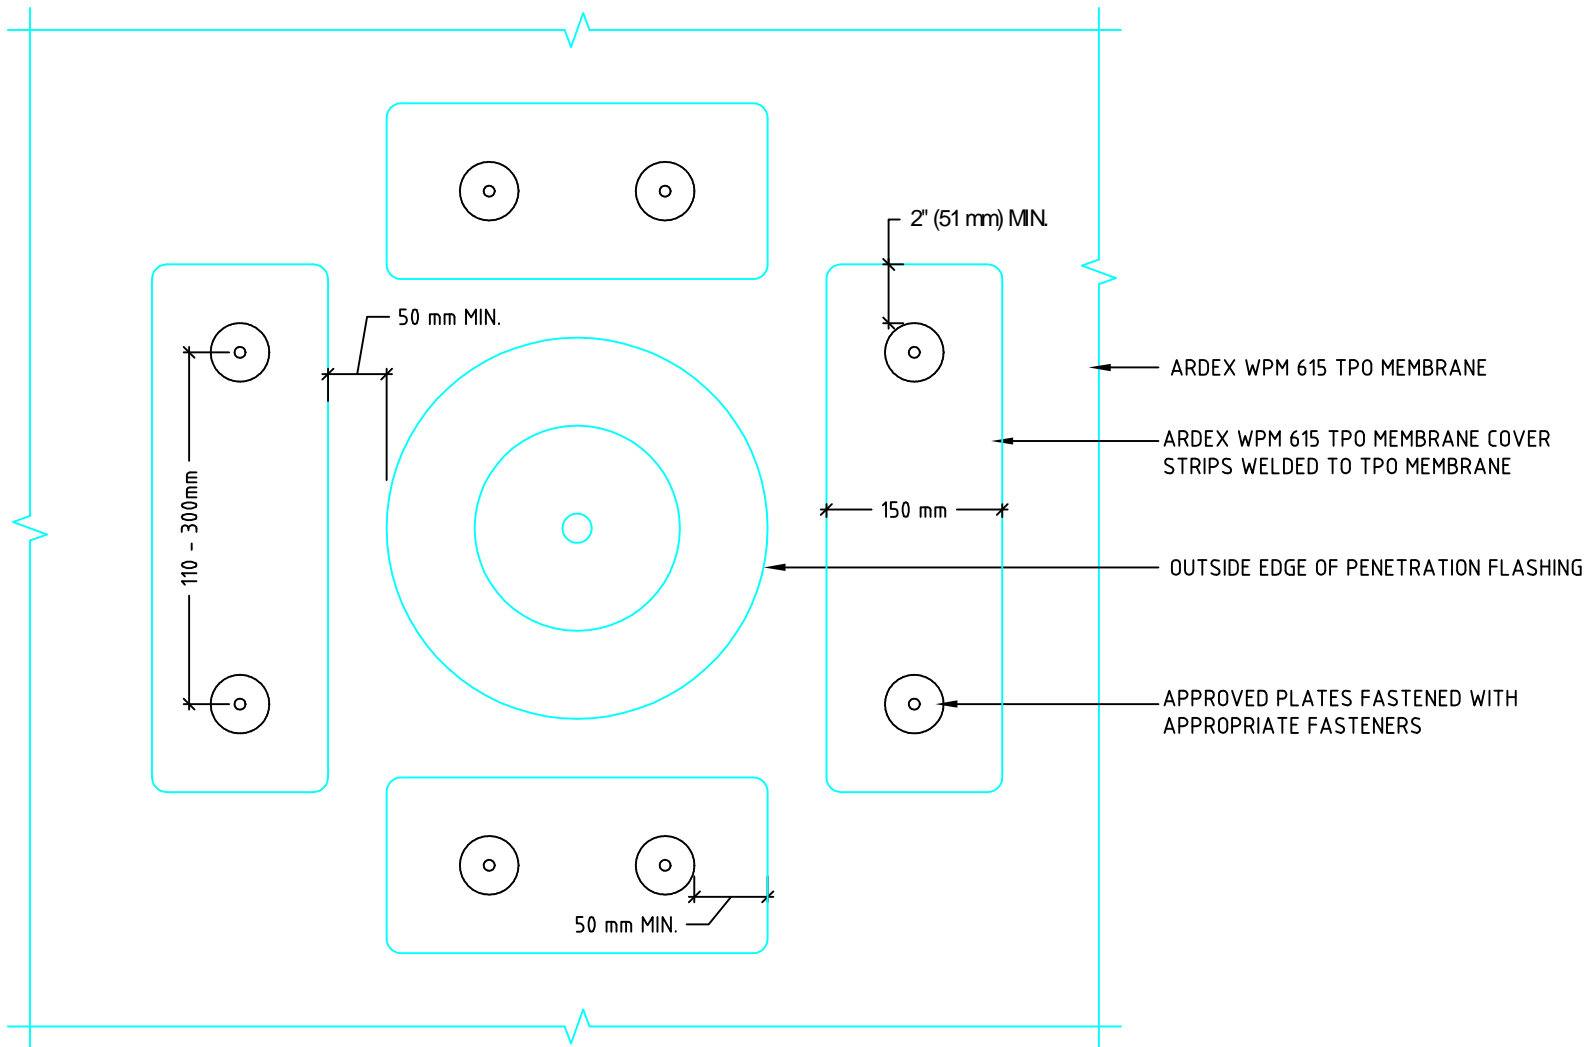 2" (51 mm) MIN.
50 mm MIN.
ARDEX WPM 615 TPO MEMBRANE
ARDEX WPM 615 TPO MEMBRANE COVER
STRIPS WELDED TO TPO MEMBRANE
110 - 300mm
150 mm
OUTSIDE EDGE OF PENETRATION FLASHING
APPROVED PLATES FASTENED WITH
APPROPRIATE FASTENERS
50 mm MIN.